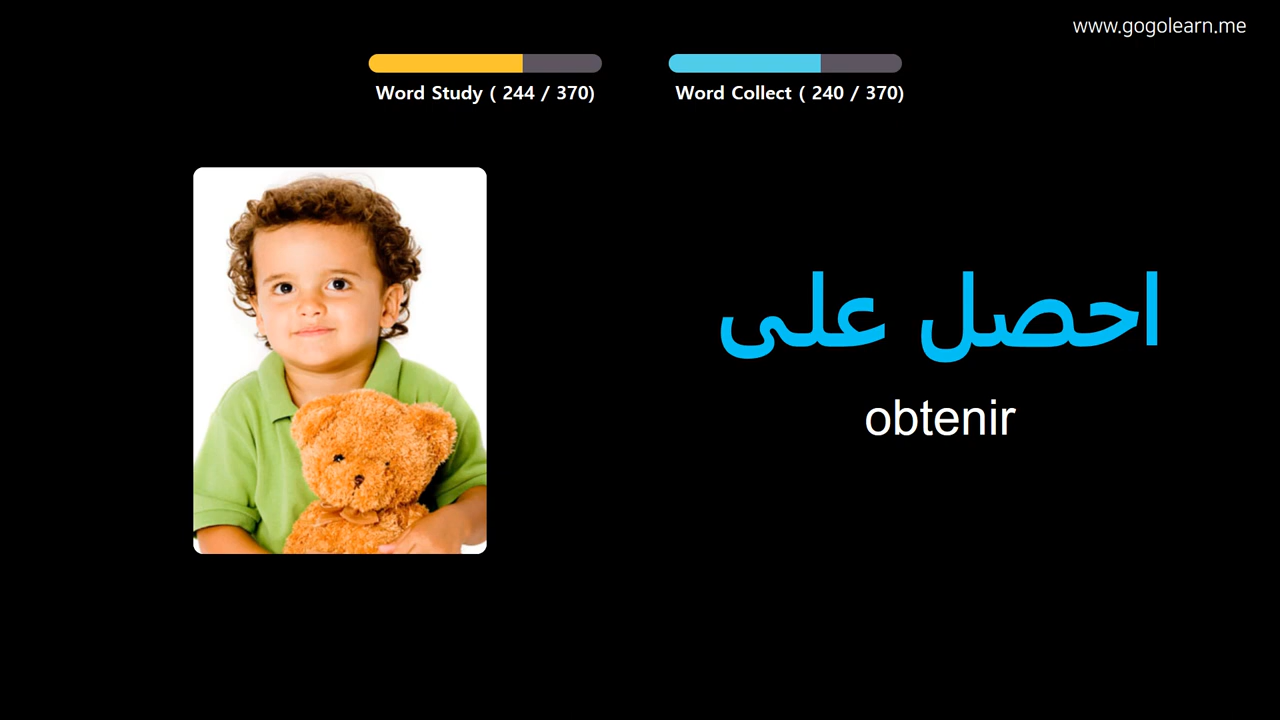 www.gogolearn.me
Word Study ( 244 / 370)
Word Collect ( 240 / 370)
احصل على
obtenir